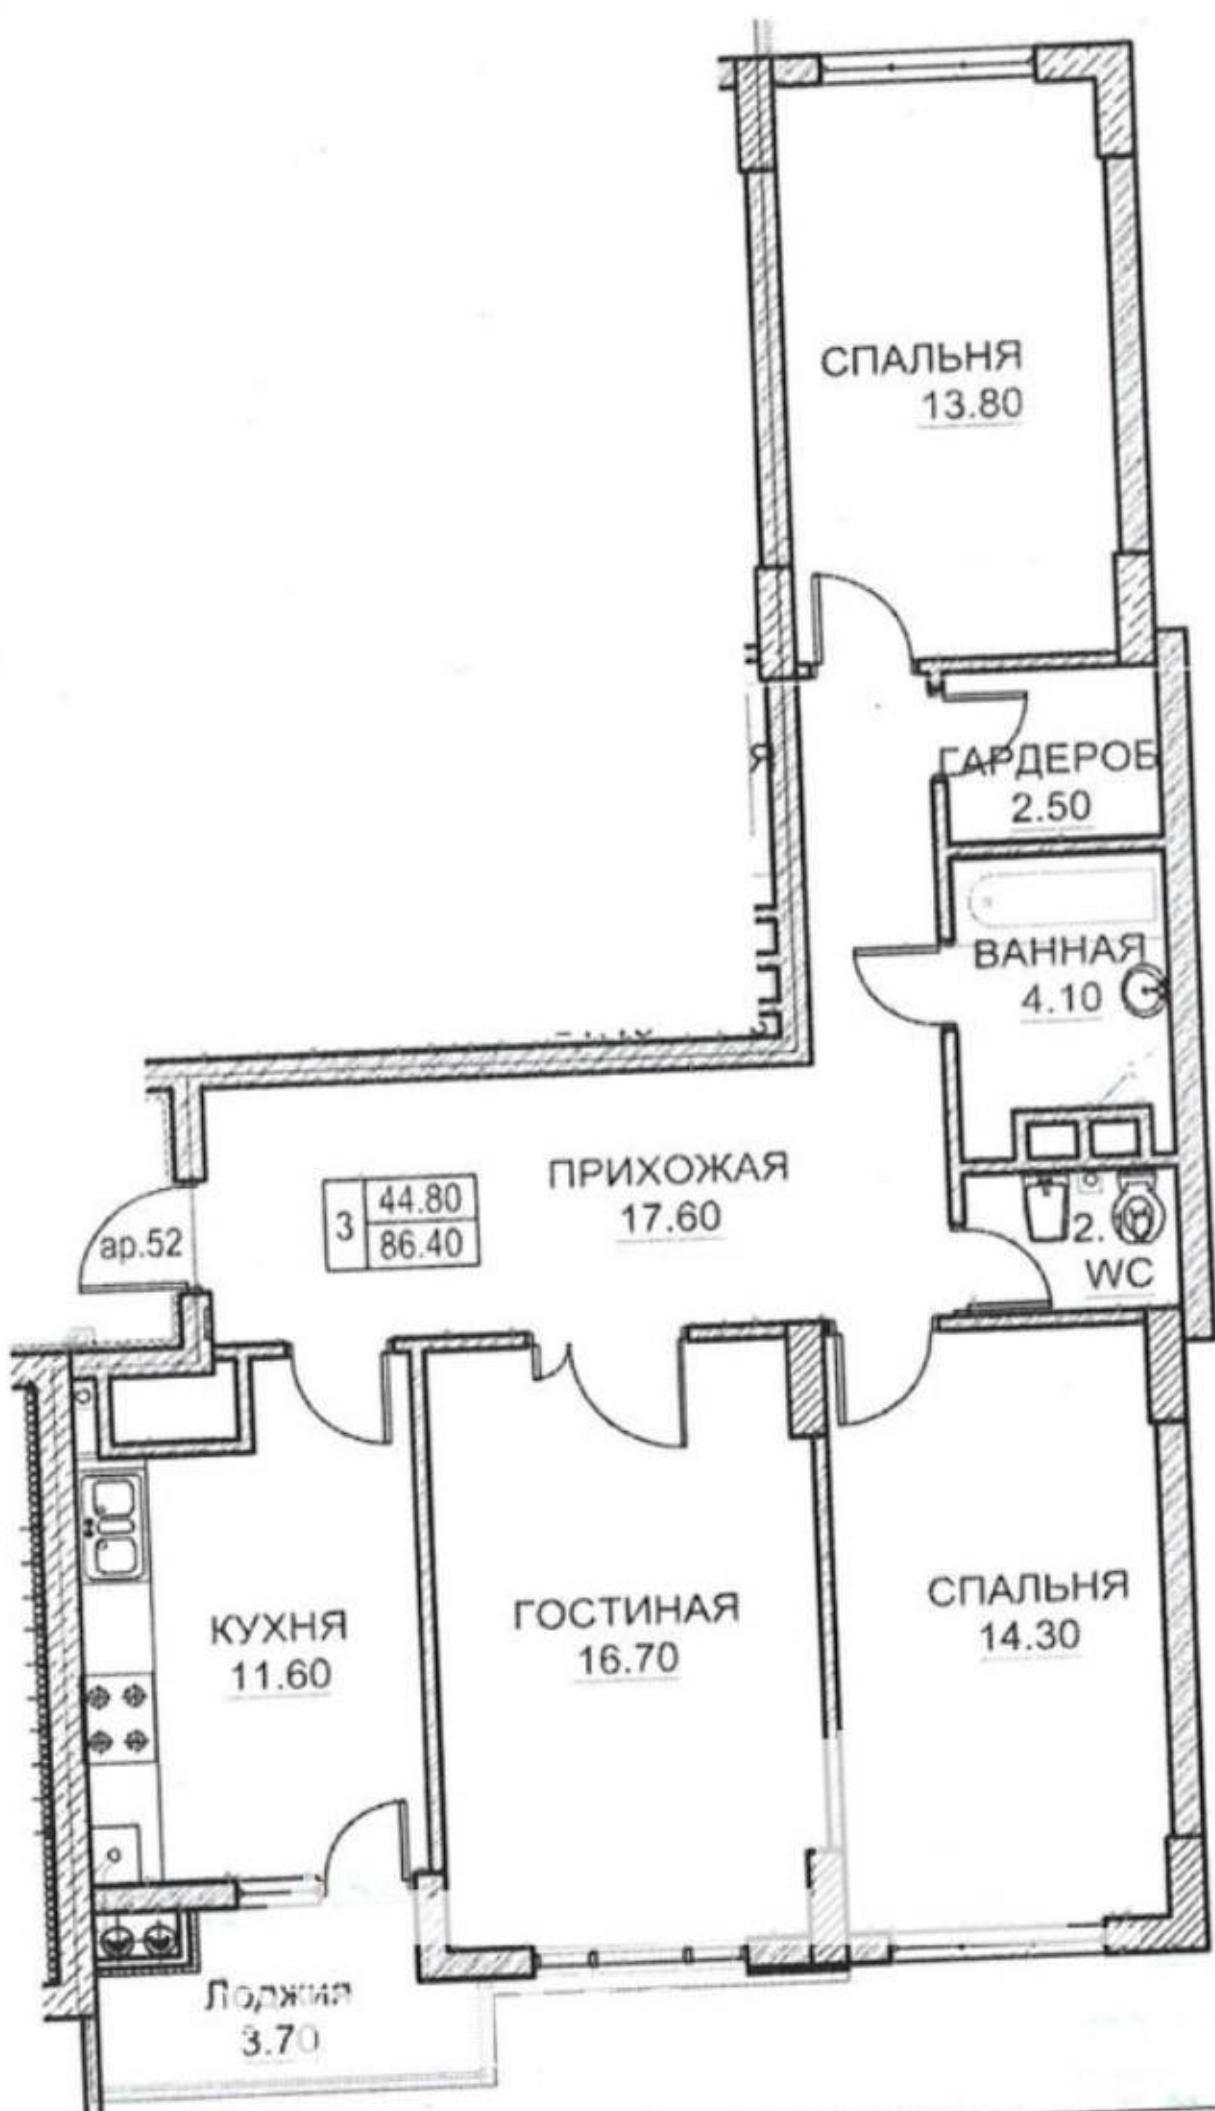 СПАЛЬНЯ
13.80
ГАРДЕРОБ
2.50
Я
ВАННАЯ
4.10
ПРИХОЖАЯ
17.60
3
44.80
86.40
ар.52
WC
КУХНЯ
11.60
ГОСТИНАЯ
16.70
СПАЛЬНЯ
14.30
Лоджия
3.70